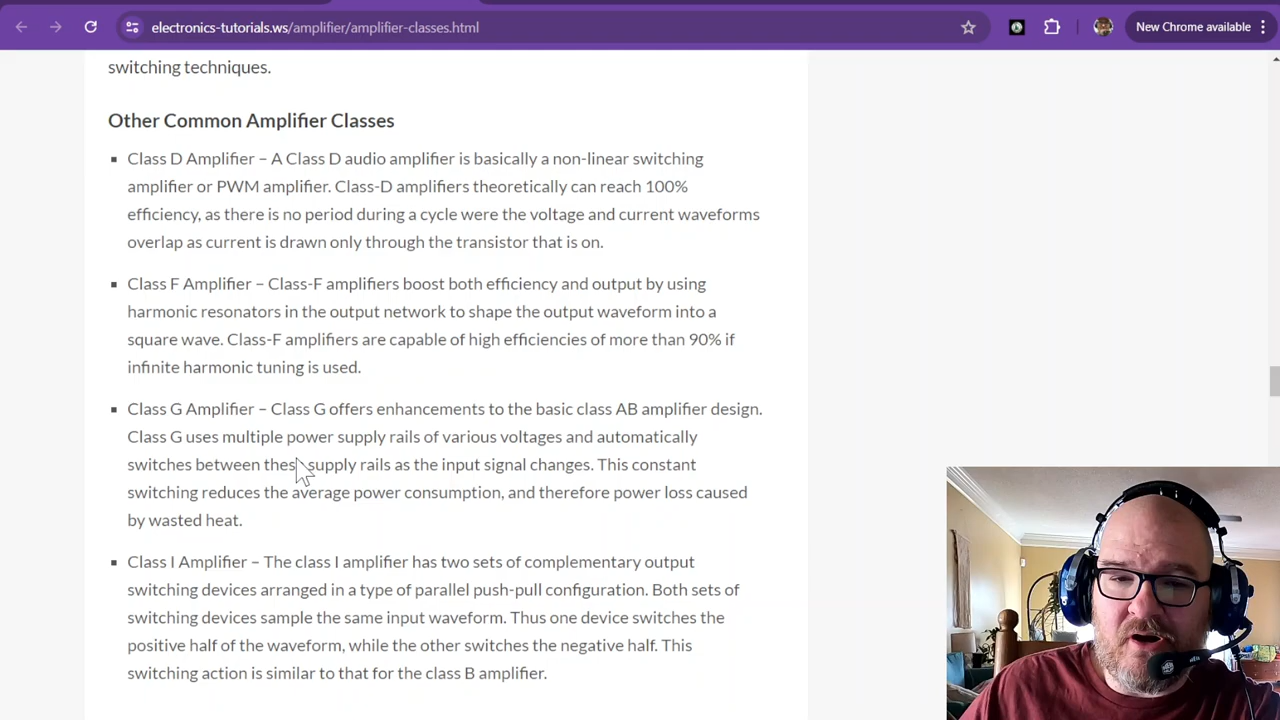 electronics-tutorials.ws/amplifier/amplifier-classes.html
New Chrome available
switching techniques.
Other Common Amplifier Classes
Class D Amplifier – A Class D audio amplifier is basically a non-linear switching
amplifier or PWM amplifier. Class-D amplifiers theoretically can reach 100%
efficiency, as there is no period during a cycle were the voltage and current waveforms
overlap as current is drawn only through the transistor that is on.
Class F Amplifier – Class-F amplifiers boost both efficiency and output by using
harmonic resonators in the output network to shape the output waveform into a
square wave. Class-F amplifiers are capable of high efficiencies of more than 90% if
infinite harmonic tuning is used.
Class G Amplifier – Class G offers enhancements to the basic class AB amplifier design.
Class G uses multiple power supply rails of various voltages and automatically
switches between these supply rails as the input signal changes. This constant
switching reduces the average power consumption, and therefore power loss caused
by wasted heat.
Class I Amplifier – The class I amplifier has two sets of complementary output
switching devices arranged in a type of parallel push-pull configuration. Both sets of
switching devices sample the same input waveform. Thus one device switches the
positive half of the waveform, while the other switches the negative half. This
switching action is similar to that for the class B amplifier.